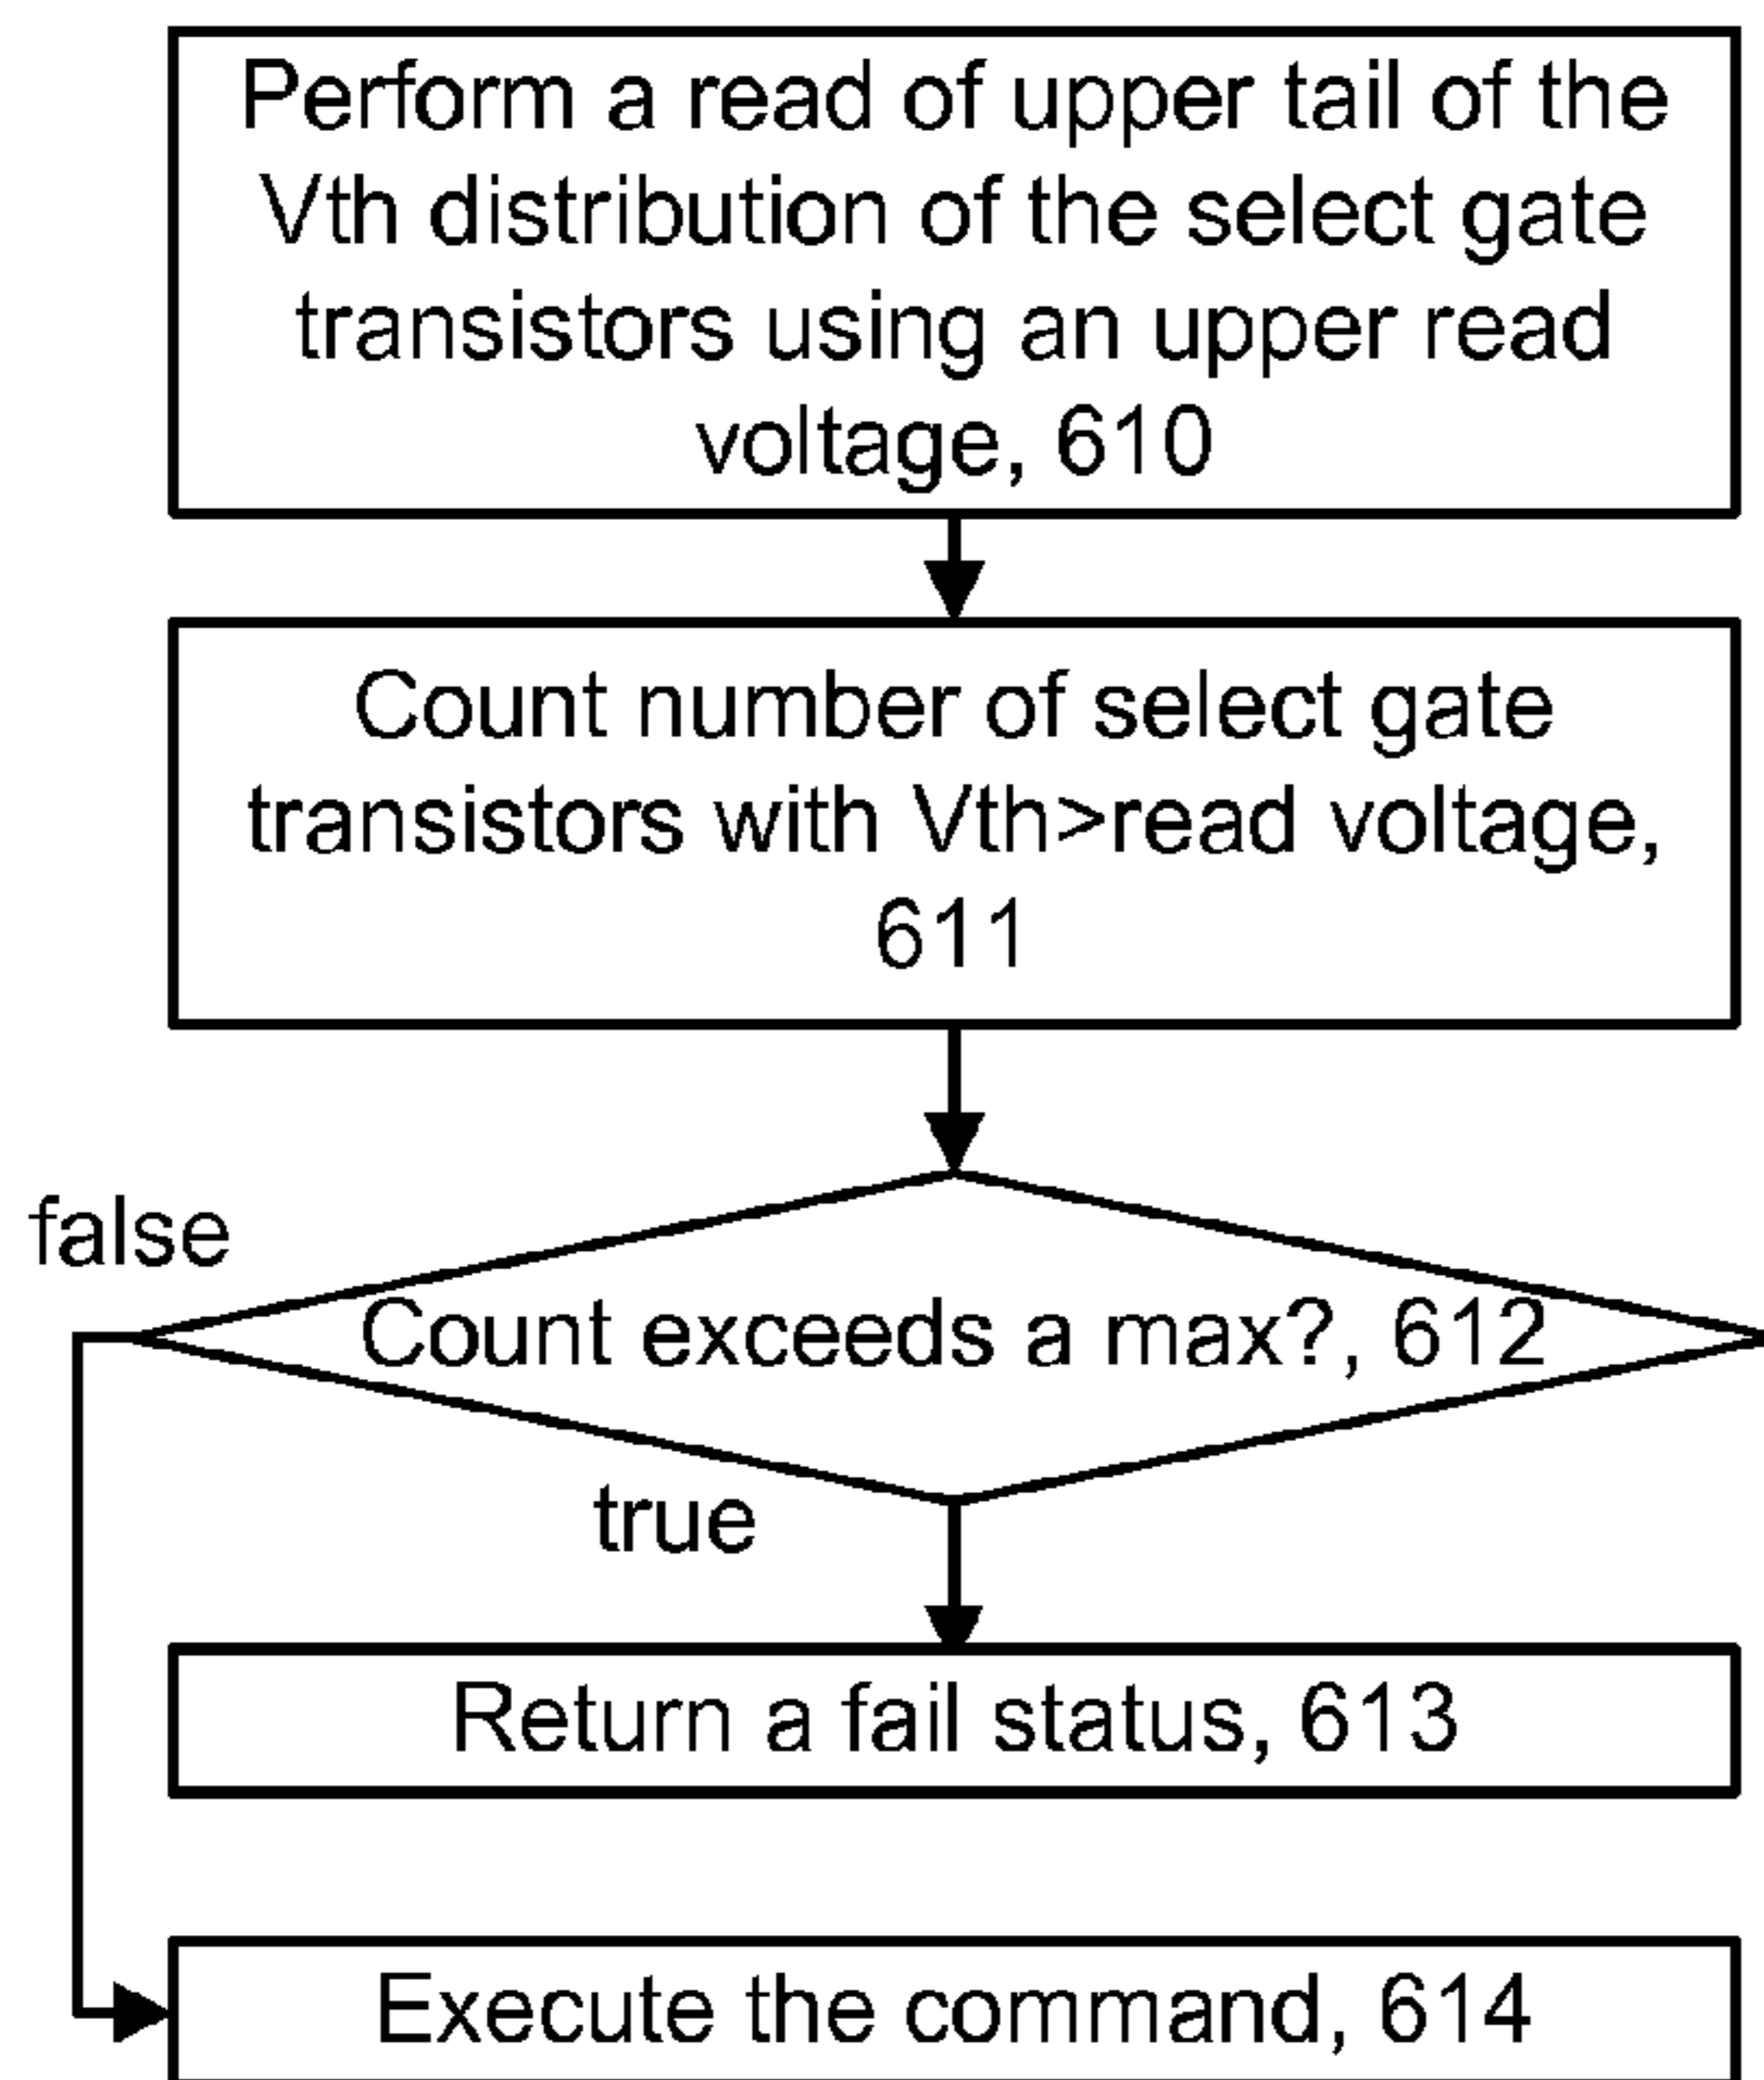 Perform a read of upper tail of the
Vth distribution of the select gate
transistors using an upper read
voltage, 610
Count number of select gate
transistors with Vth>read voltage,
611
false
Count exceeds a max?, 612
true
Return a fail status, 613
Execute the command, 614